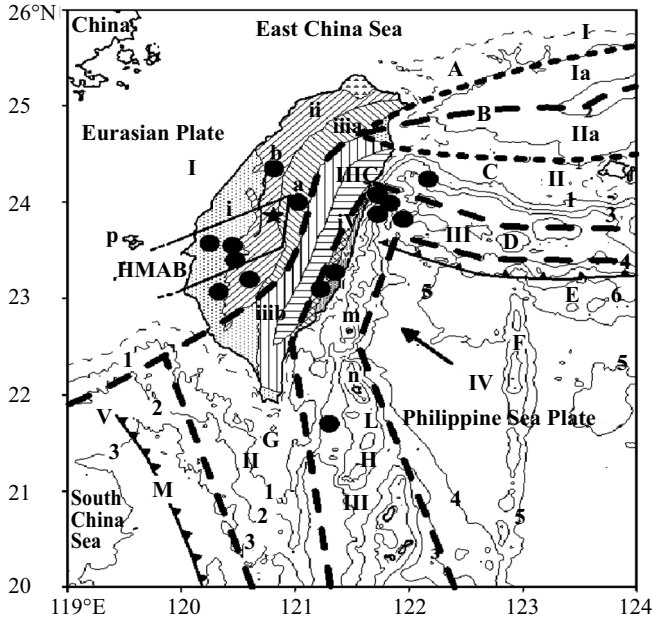 26°N
China
East China Sea
I
A
Ia
25
ii
B
iiia
Eurasian Plate
IIa
b
I
IIIC
C
II
a
1
24
i
iv
3
p
III
D
HMAB
4
23
5
E
6
iiib
m
F
1
n
5
22
IV
2
L
Philippine Sea Plate
V
G
3
II
H
M
1
4
21
South
China
Sea
III
2
5
3
3
20
119°E
120
121
122
123
124